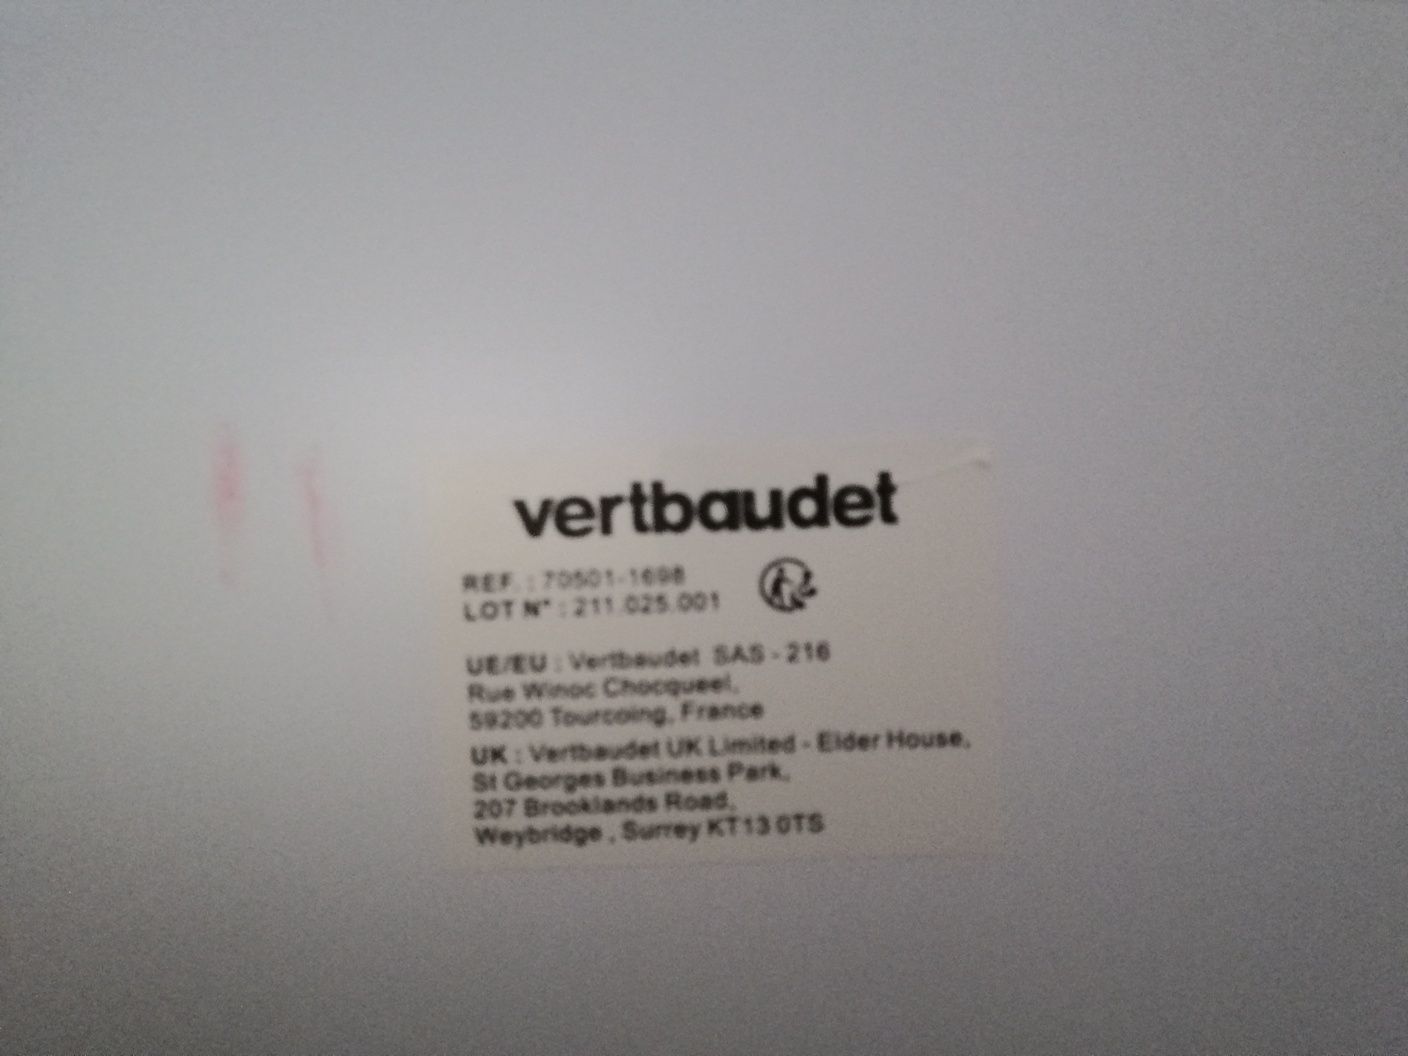 vertbaudet
REF. : 70501-1698
LOT N° : 211.025.001
UE/EU : Vertbaudet SAS - 216
Rue Winoc Chocqueel,
59200 Tourcoing, France
UK : Vertbaudet UK Limited - Elder House,
St Georges Business Park,
207 Brooklands Road,
Weybridge , Surrey KT13 0TS